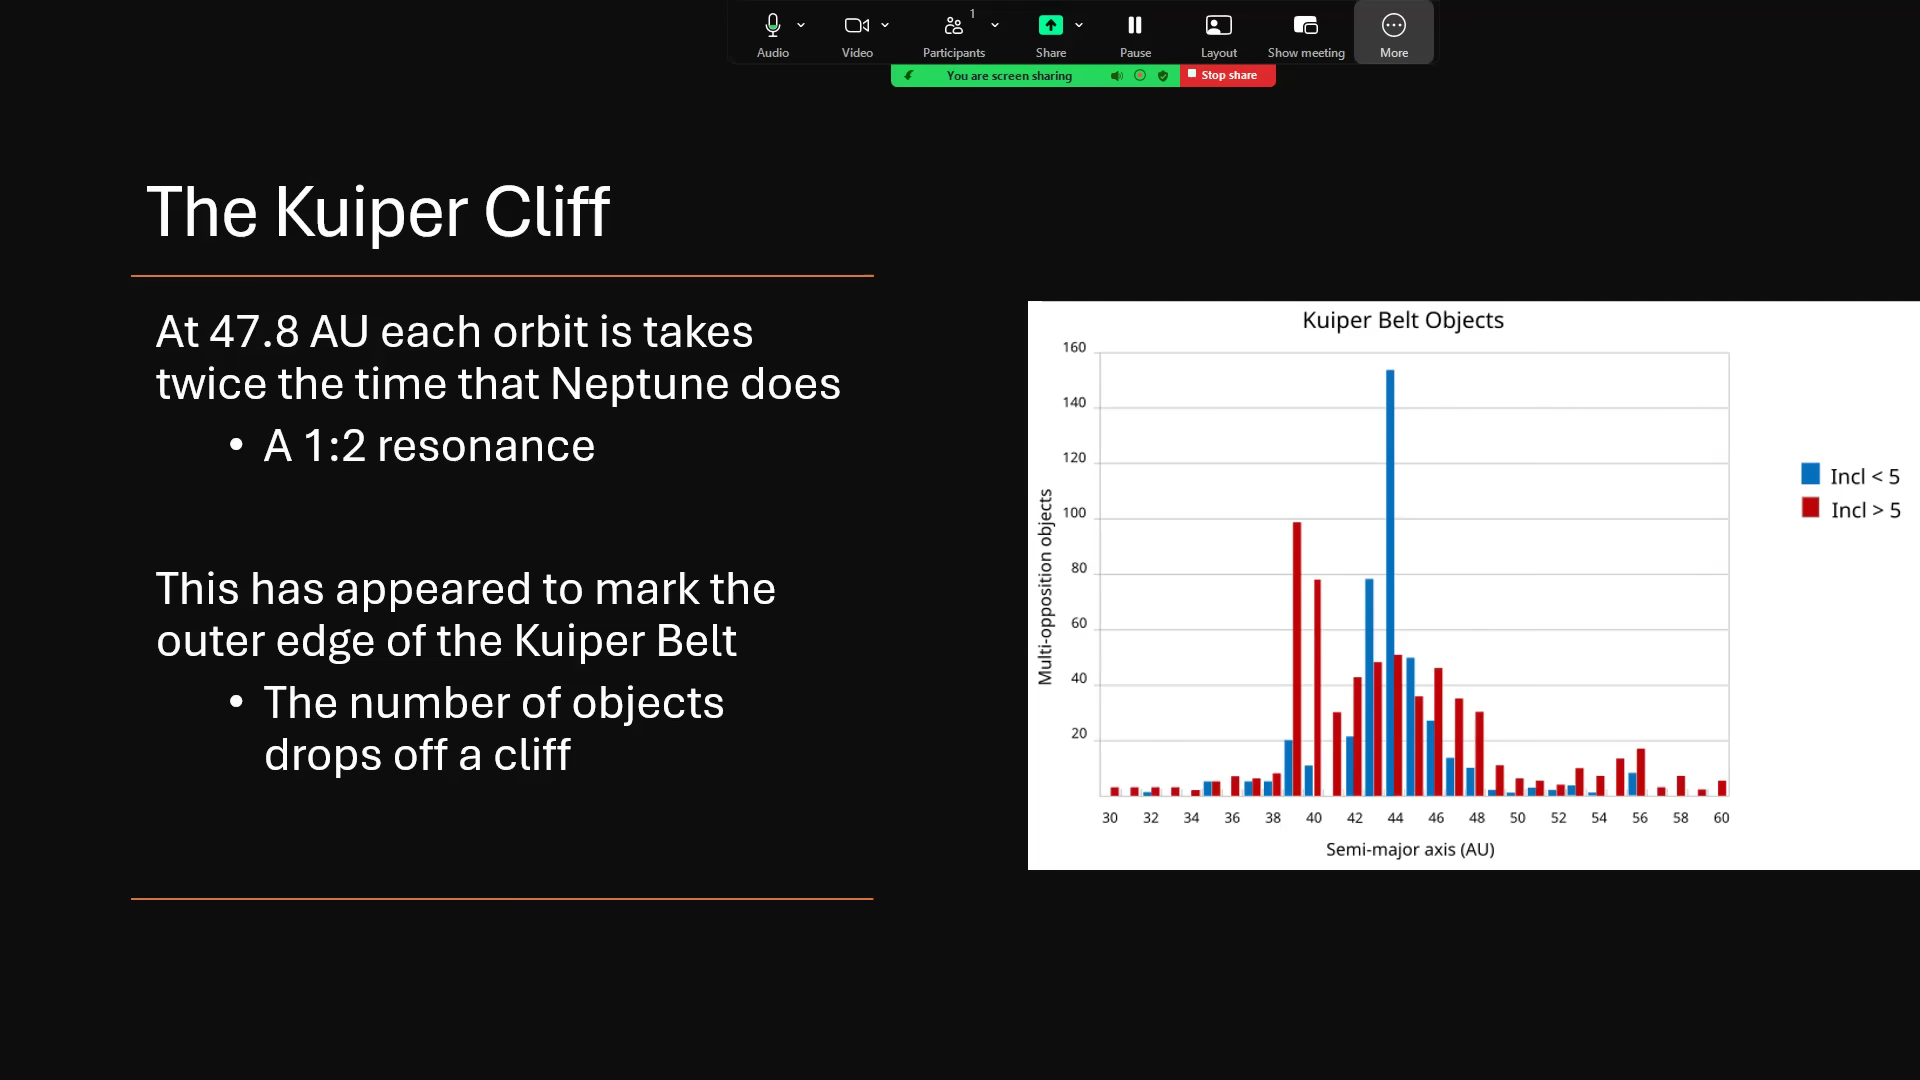 1
Audio
Video
Participants
Share
Pause
Layout
Show meeting
More
You are screen sharing
Stop share
The Kuiper Cliff
At 47.8 AU each orbit is takes
twice the time that Neptune does
• A 1:2 resonance
This has appeared to mark the
outer edge of the Kuiper Belt
• The number of objects
drops off a cliff
Kuiper Belt Objects
160
140
120
100
80
60
40
20
Multi-opposition objects
30 32 34 36 38 40 42 44 46 48 50 52 54 56 58 60
Semi-major axis (AU)
Incl < 5
Incl > 5